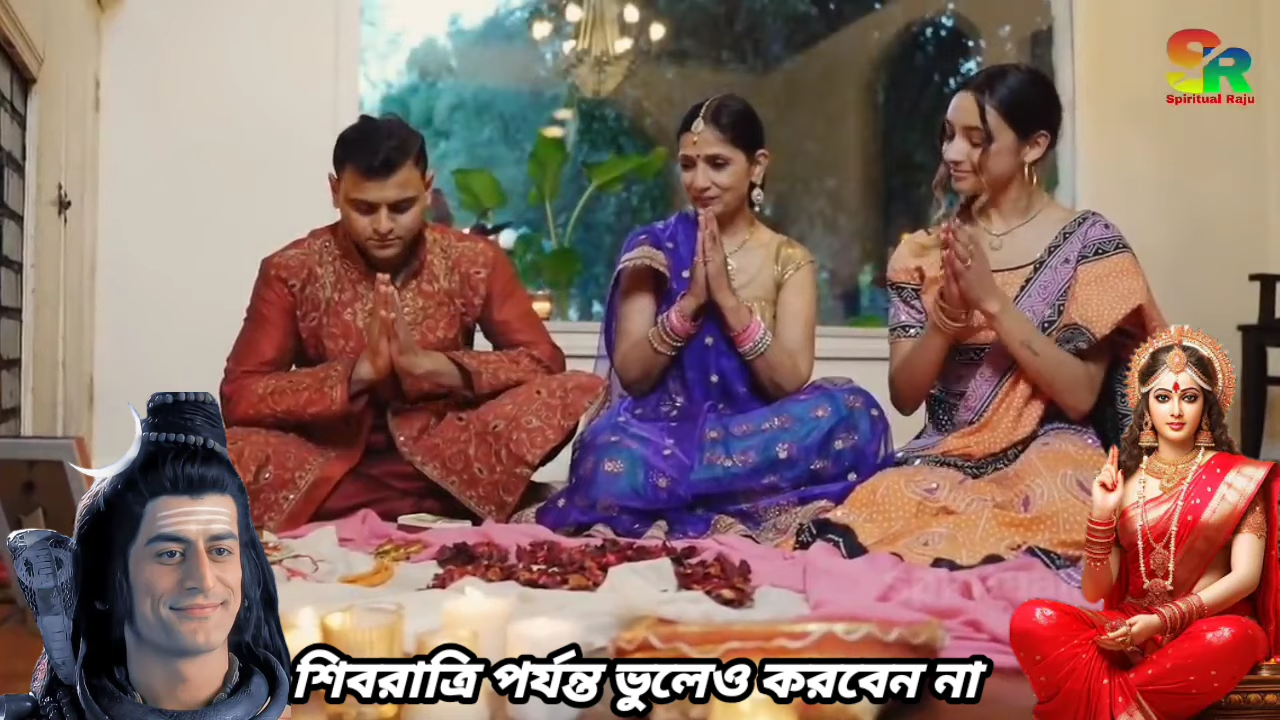 SR
Spiritual Raju
শিবরাত্রি পর্যন্ত ভুলেও করবেন না